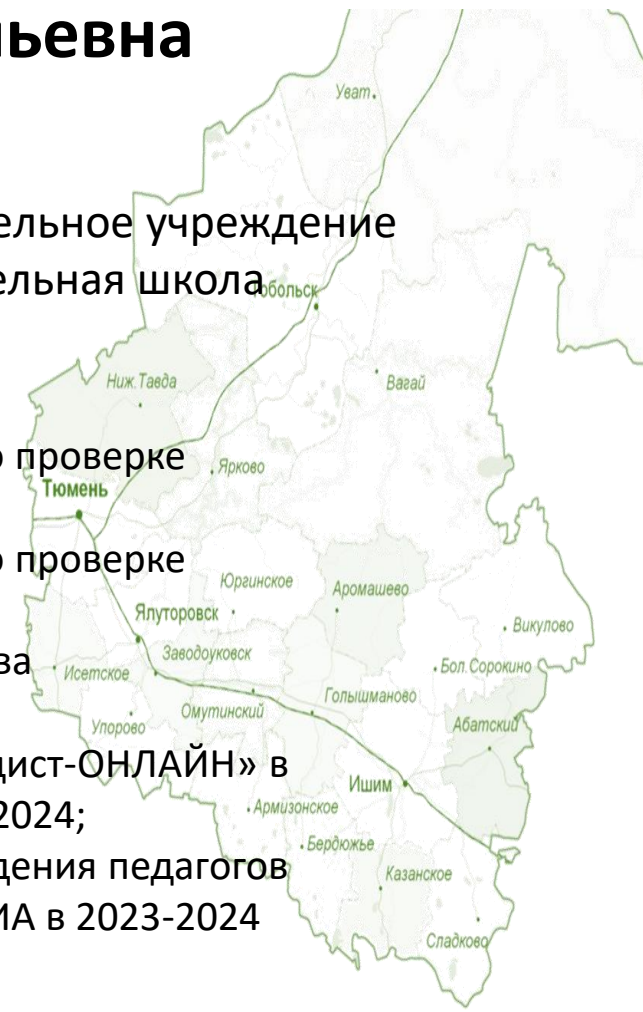 льевна
Уват
ельное учреждение
ельная школа
Тобольск
Ниж.Тавда
Вагай
о проверке
Ярково
Тюмень
о проверке
Юргинское
Аромашево
Ялуторовск
Викулово
Заводоуковск
ва
Исетское
Бол.Сорокино
Голышманово
Омутинский
Упорово
Абатский
дист-ОНЛАЙН» в
Ишим
2024;
Армизонское
Бердюжье
дения педагогов
Казанское
ИА в 2023-2024
Сладково